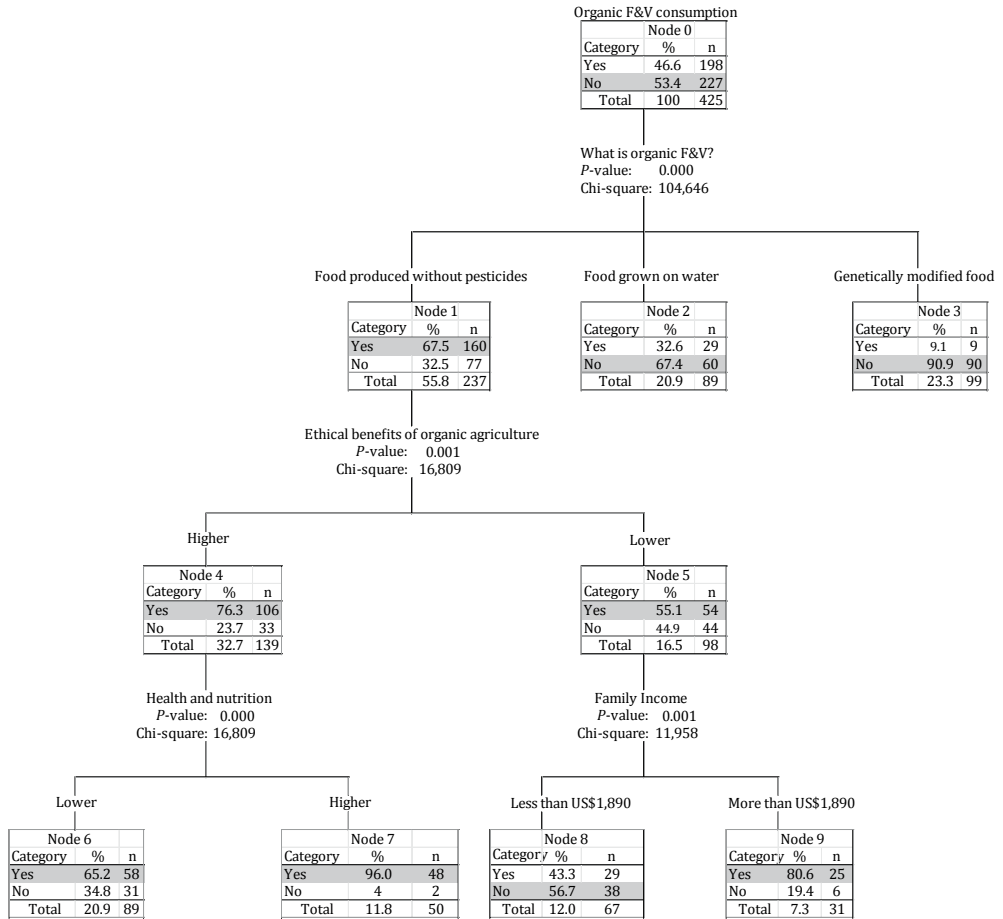 Organic F&V consumption
Node 0
Category % n
Yes 46.6 198
No 53.4 227
Total 100 425
What is organic F&V?
P-value: 0.000
Chi-square: 104,646
Food produced without pesticides
Node 1
Category % n
Yes 67.5 160
No 32.5 77
Total 55.8 237
Food grown on water
Node 2
Category % n
Yes 32.6 29
No 67.4 60
Total 20.9 89
Genetically modified food
Node 3
Category % n
Yes 9.1 9
No 90.9 90
Total 23.3 99
Ethical benefits of organic agriculture
P-value: 0.001
Chi-square: 16,809
Higher
Node 4
Category % n
Yes 76.3 106
No 23.7 33
Total 32.7 139
Lower
Node 5
Category % n
Yes 55.1 54
No 44.9 44
Total 16.5 98
Health and nutrition
P-value: 0.000
Chi-square: 16,809
Family Income
P-value: 0.001
Chi-square: 11,958
Lower
Node 6
Category % n
Yes 65.2 58
No 34.8 31
Total 20.9 89
Higher
Node 7
Category % n
Yes 96.0 48
No 4 2
Total 11.8 50
Less than US$1,890
Node 8
Category % n
Yes 43.3 29
No 56.7 38
Total 12.0 67
More than US$1,890
Node 9
Category % n
Yes 80.6 25
No 19.4 6
Total 7.3 31